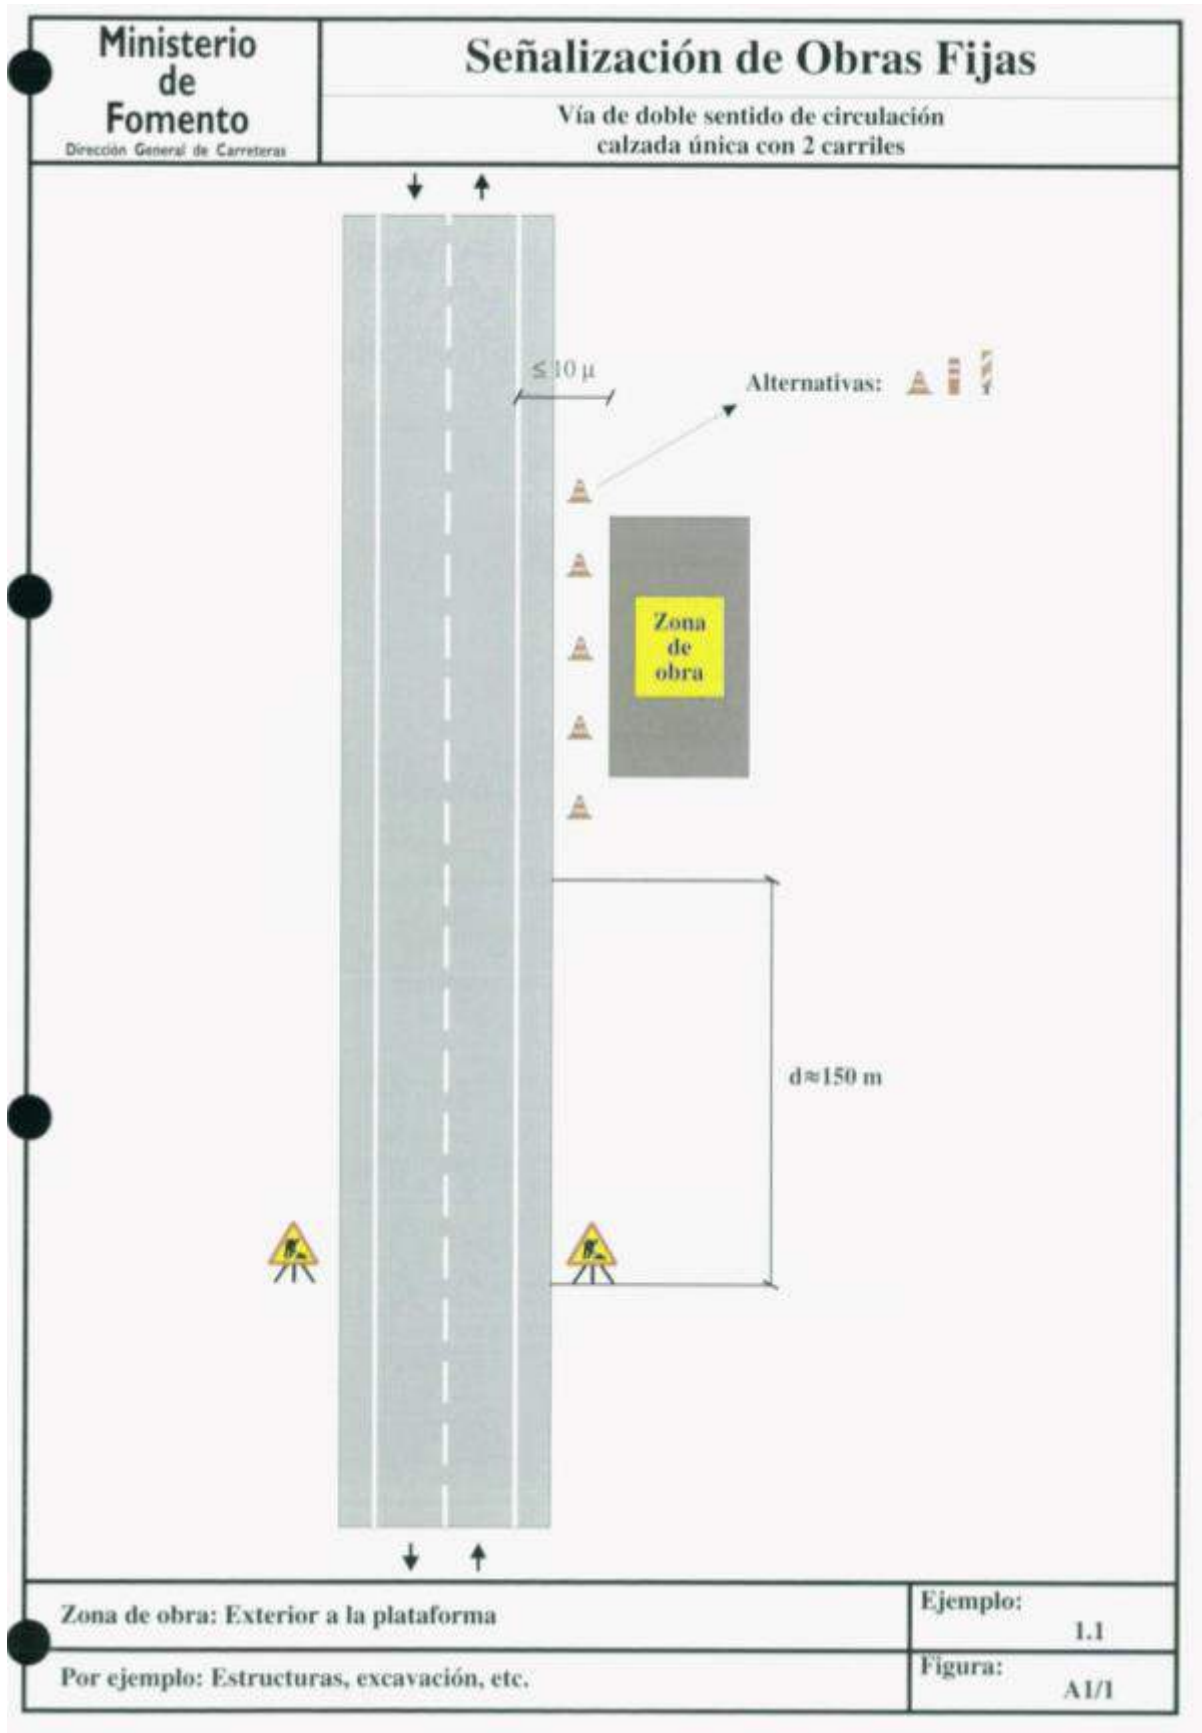 Ministerio
de
Fomento
Dirección General de Carreteras
Señalización de Obras Fijas
Vía de doble sentido de circulación
calzada única con 2 carriles
≤ 10 μ
Alternativas:
Zona
de
obra
d≈150 m
Zona de obra: Exterior a la plataforma
Ejemplo:
1.1
Por ejemplo: Estructuras, excavación, etc.
Figura:
A1/1